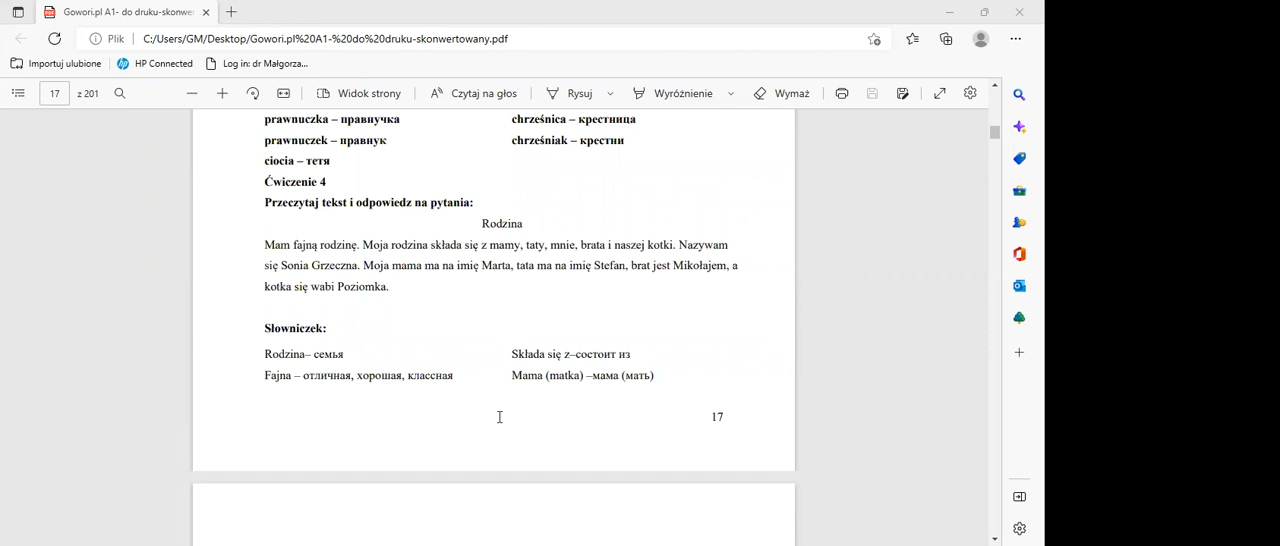 Gowori.pl A1- do druku-skonwer
Plik C:/Users/GM/Desktop/Gowori.pl%20A1-%20do%20druku-skonwertowany.pdf
Importuj ulubione HP Connected Log in: dr Małgorza...
17 z 201 Widok strony Czytaj na głos Rysuj Wyróżnienie Wymaż
prawnuczka – правнучка chrześnica – крестница
prawnuczek – правнук chrześniak – крестни
ciocia – тетя
Ćwiczenie 4
Przeczytaj tekst i odpowiedz na pytania:
Rodzina
Mam fajną rodzinę. Moja rodzina składa się z mamy, taty, mnie, brata i naszej kotki. Nazywam
się Sonia Grzeczna. Moja mama ma na imię Marta, tata ma na imię Stefan, brat jest Mikołajem, a
kotka się wabi Poziomka.
Słowniczek:
Rodzina– семья Składa się z–состоит из
Fajna – отличная, хорошая, классная Mama (matka) –мама (мать)
17